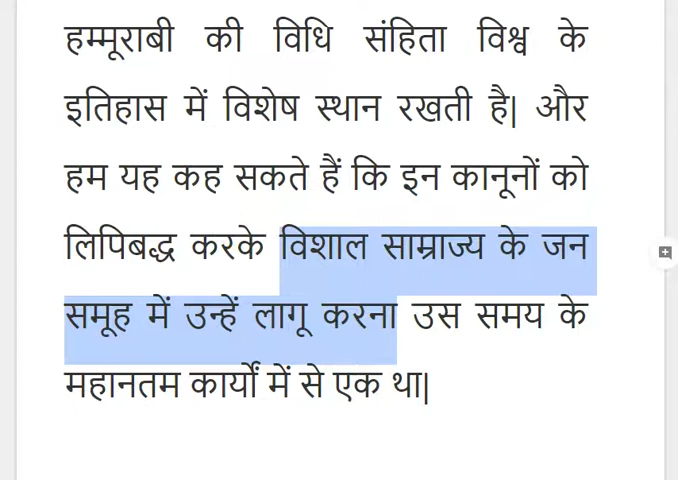 हम्मूराबी की विधि संहिता विश्व के
इतिहास में विशेष स्थान रखती है| और
हम यह कह सकते हैं कि इन कानूनों को
लिपिबद्ध करके विशाल साम्राज्य के जन
समूह में उन्हें लागू करना उस समय के
महानतम कार्यों में से एक था|